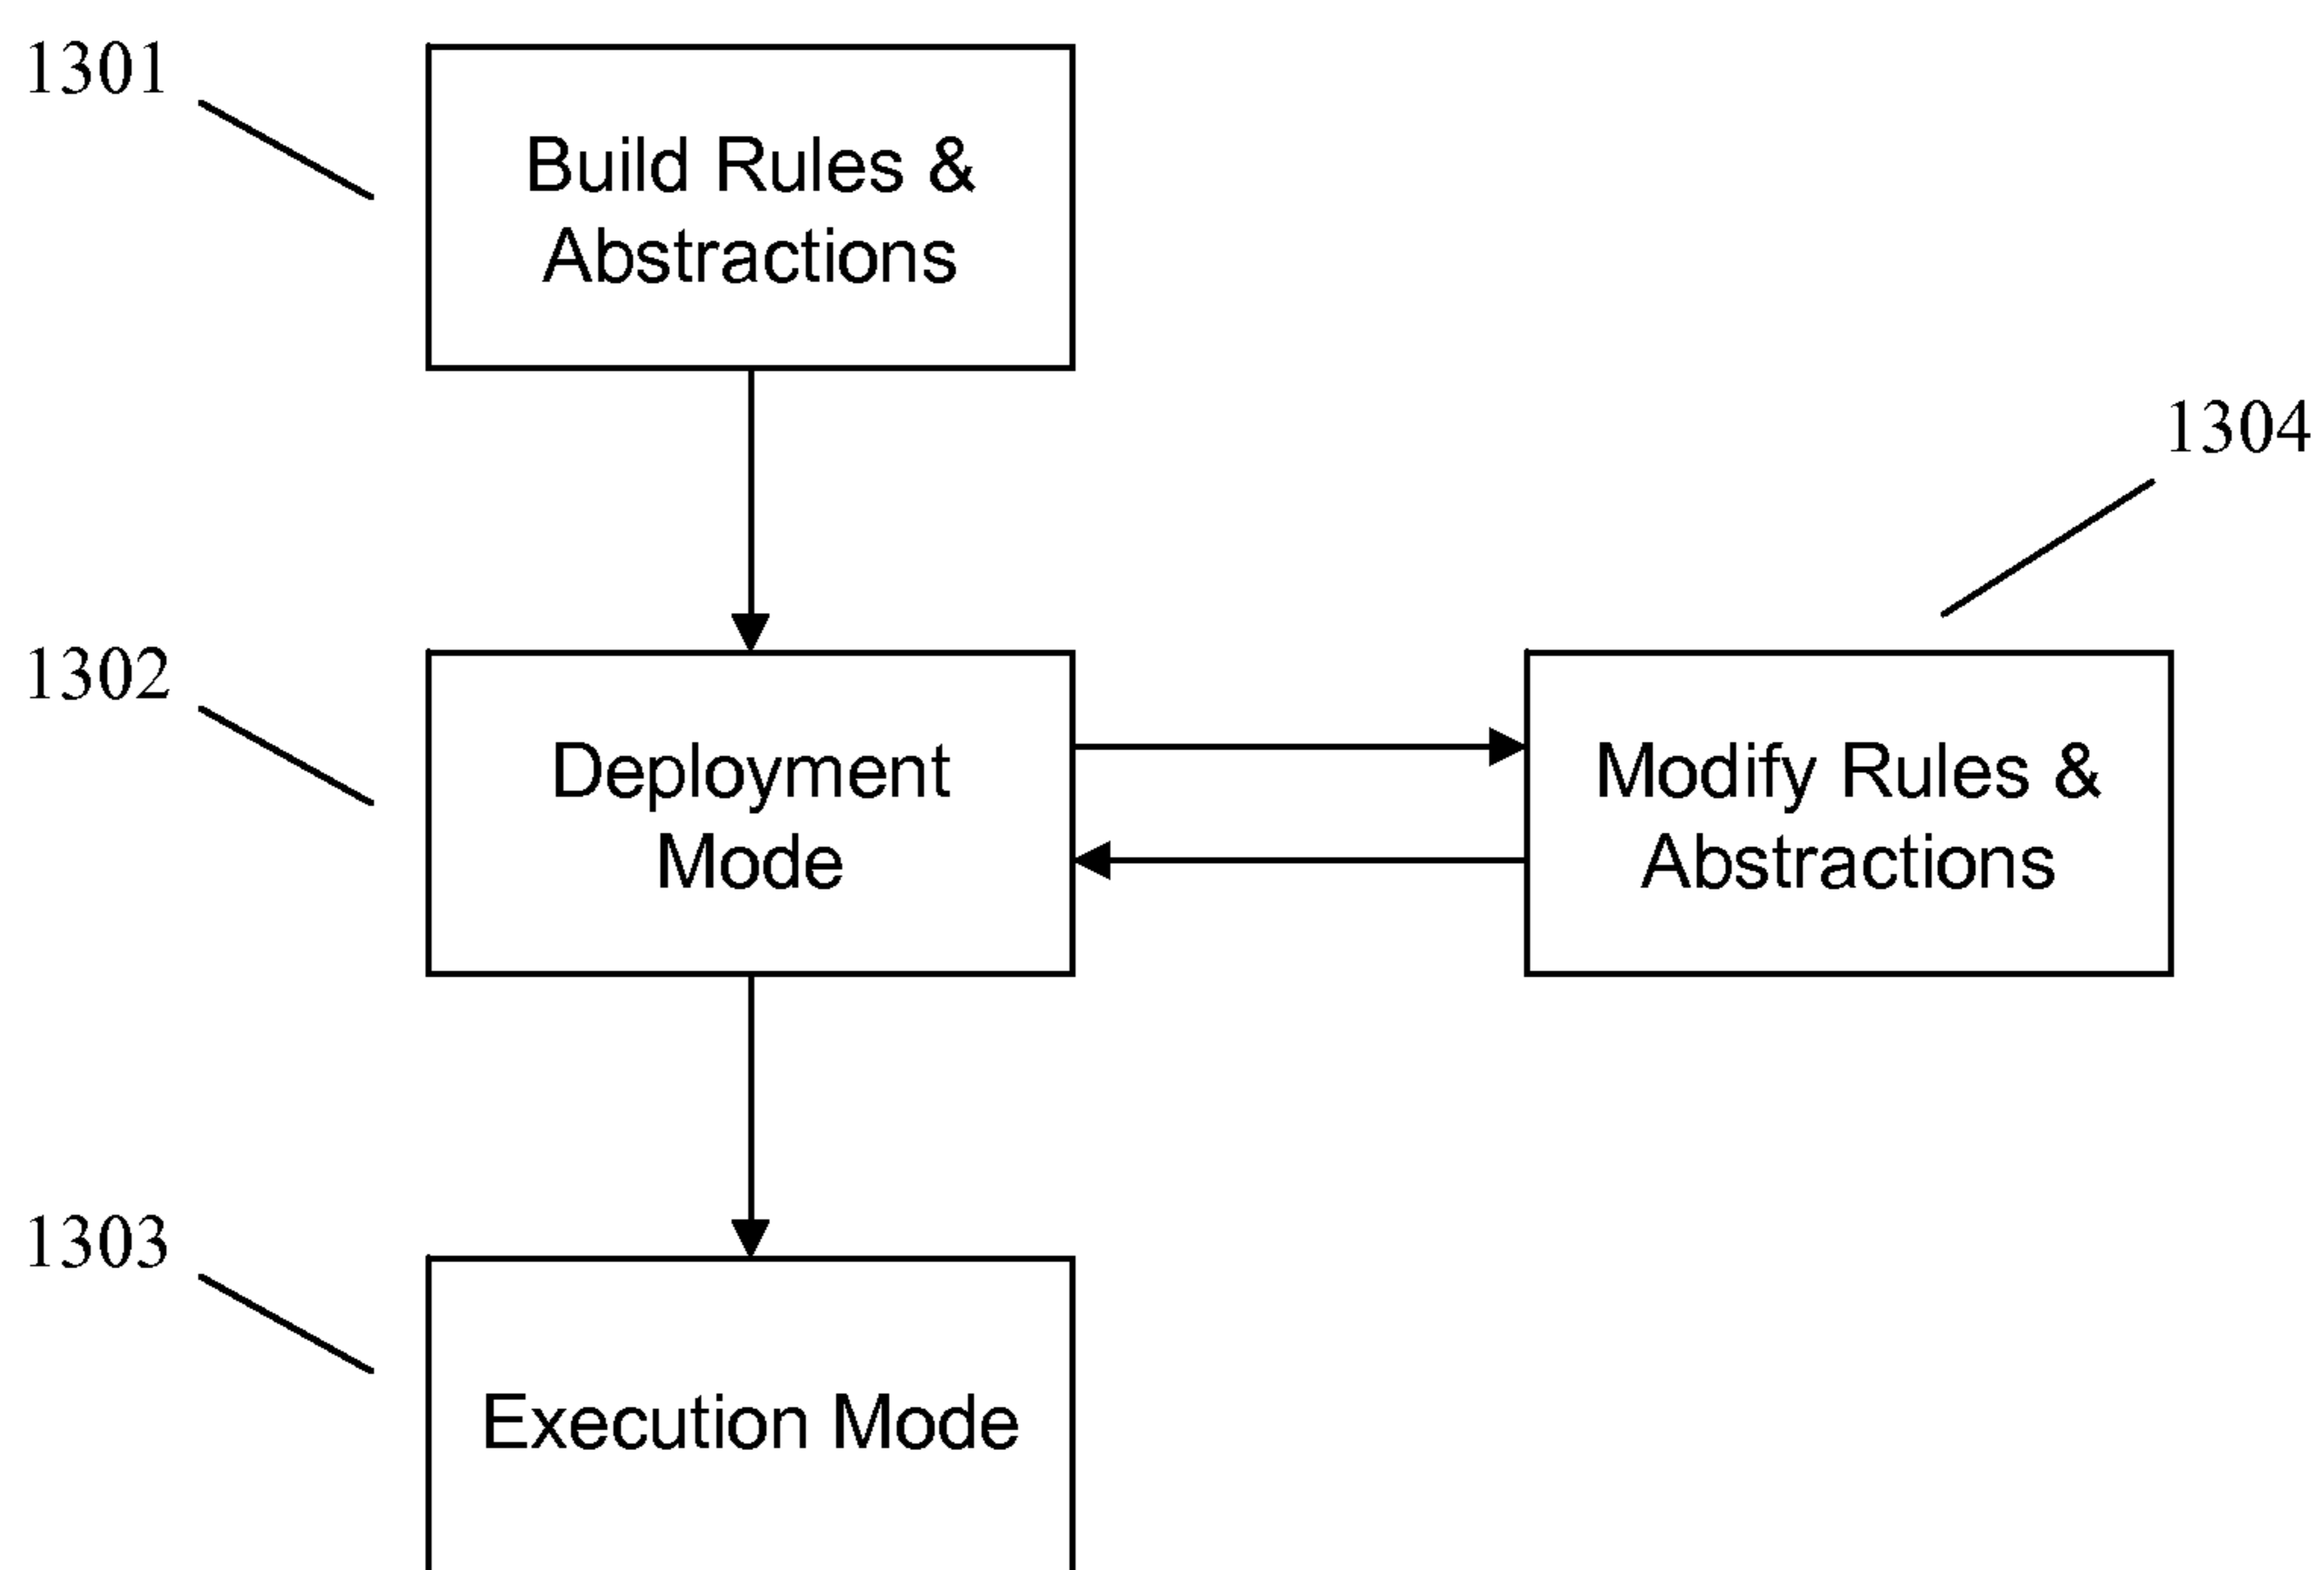 1301
Build Rules &
Abstractions
1304
1302
Deployment
Mode
Modify Rules &
Abstractions
1303
Execution Mode